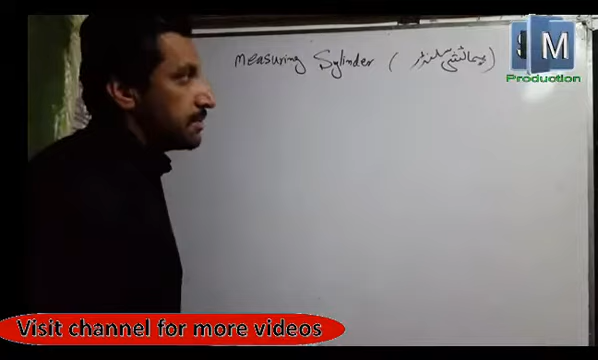 Measuring Sylinder (پیمائشی سلنڈر)
M
Production
Visit channel for more videos